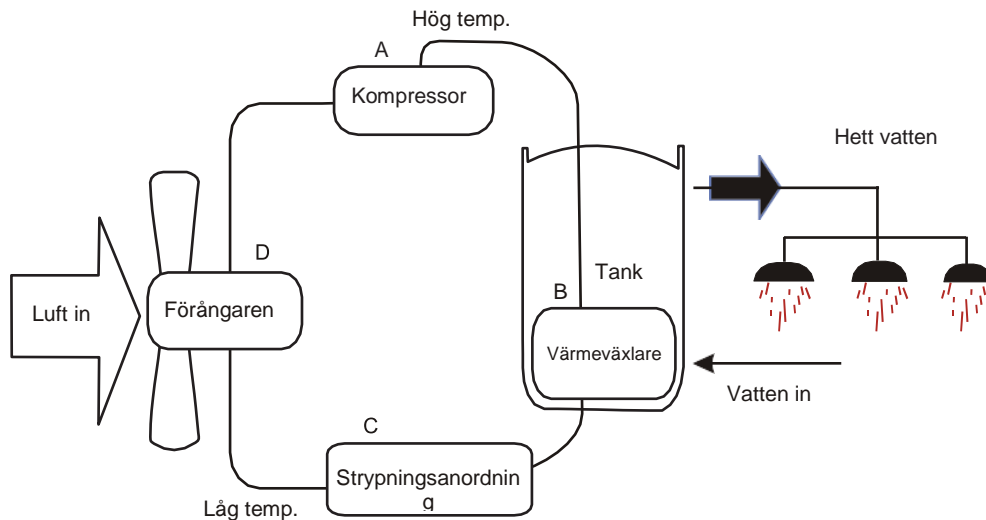 Hög temp.
A
Kompressor
Hett vatten
D
Tank
B
Luft in
Förångaren
Värmeväxlare
Vatten in
C
Strypningsanordnin
g
Låg temp.